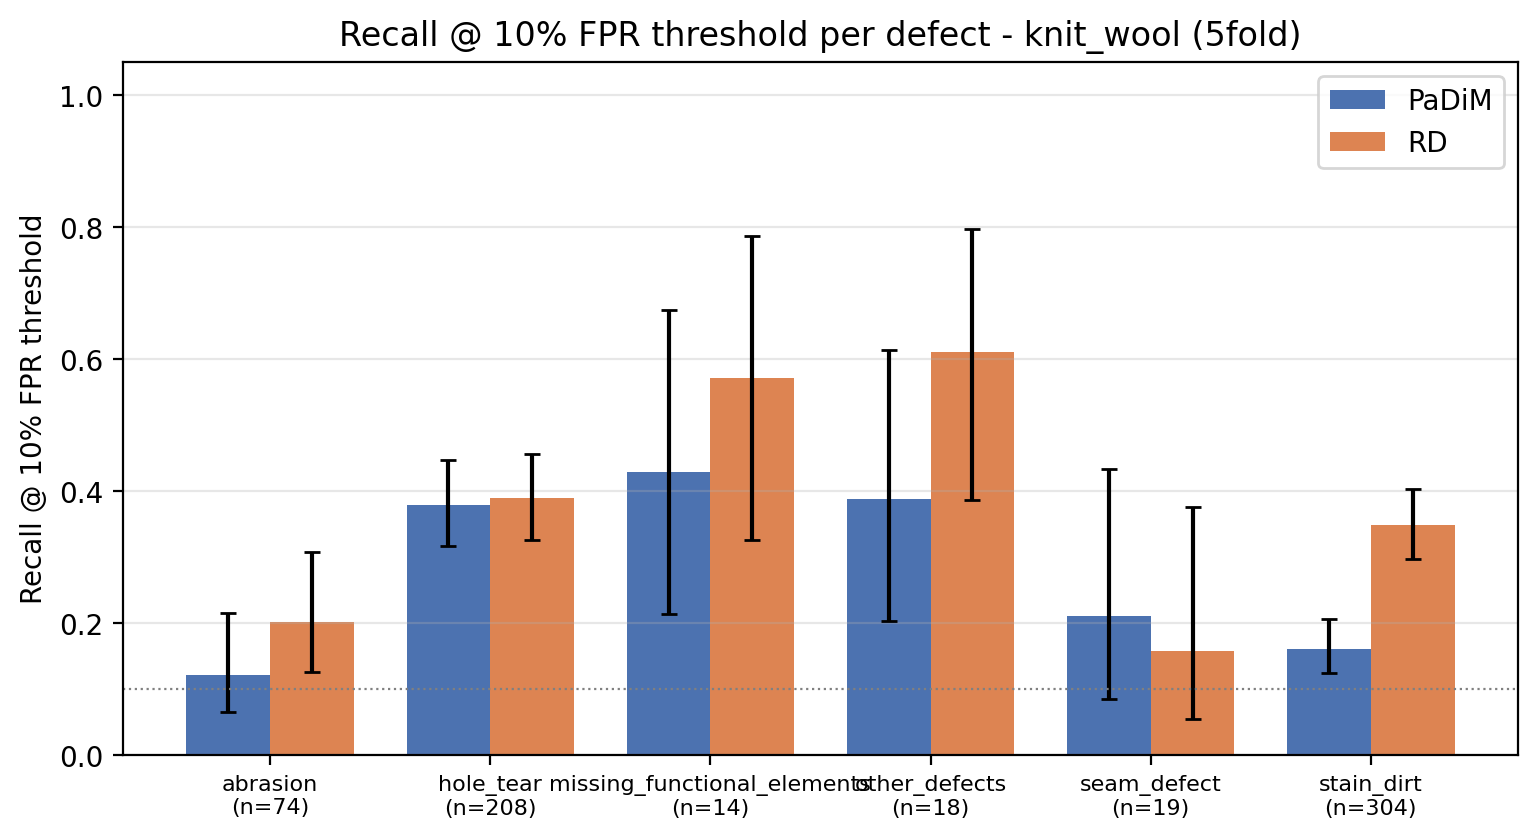 Recall @ 10% FPR threshold per defect - knit_wool (5fold)
PaDiM
RD
Recall @ 10% FPR threshold
1.0
0.8
0.6
0.4
0.2
0.0
abrasion
(n=74)
hole_tear
(n=208)
missing_functional_elements
(n=14)
other_defects
(n=18)
seam_defect
(n=19)
stain_dirt
(n=304)